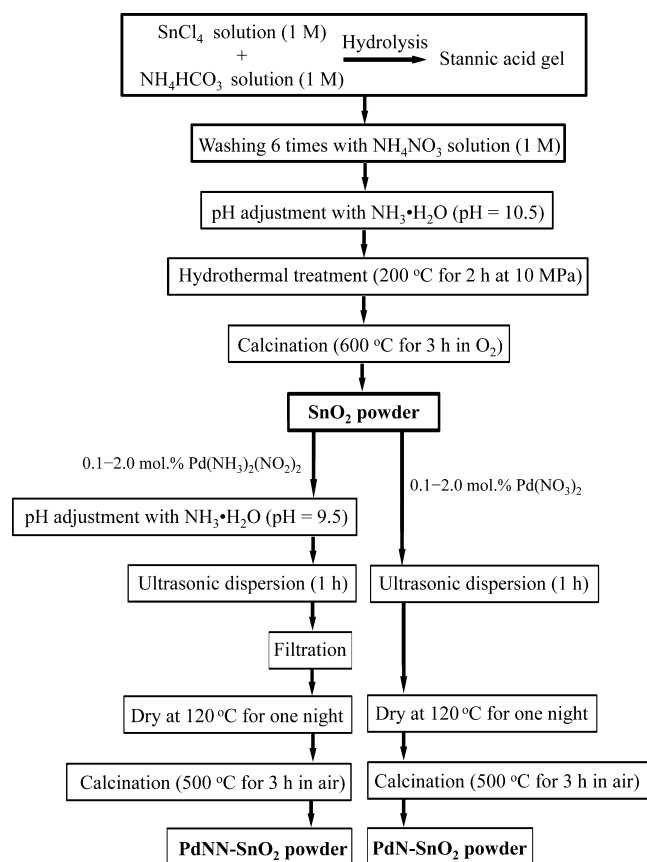 SnCl₄ solution (1 M)
+
NH₄HCO₃ solution (1 M)
Hydrolysis
Stannic acid gel
Washing 6 times with NH₄NO₃ solution (1 M)
pH adjustment with NH₃•H₂O (pH = 10.5)
Hydrothermal treatment (200 °C for 2 h at 10 MPa)
Calcination (600 °C for 3 h in O₂)
SnO₂ powder
0.1−2.0 mol.% Pd(NH₃)₂(NO₂)₂
pH adjustment with NH₃•H₂O (pH = 9.5)
Ultrasonic dispersion (1 h)
Filtration
Dry at 120 °C for one night
Calcination (500 °C for 3 h in air)
PdNN-SnO₂ powder
0.1−2.0 mol.% Pd(NO₃)₂
Ultrasonic dispersion (1 h)
Dry at 120 °C for one night
Calcination (500 °C for 3 h in air)
PdN-SnO₂ powder